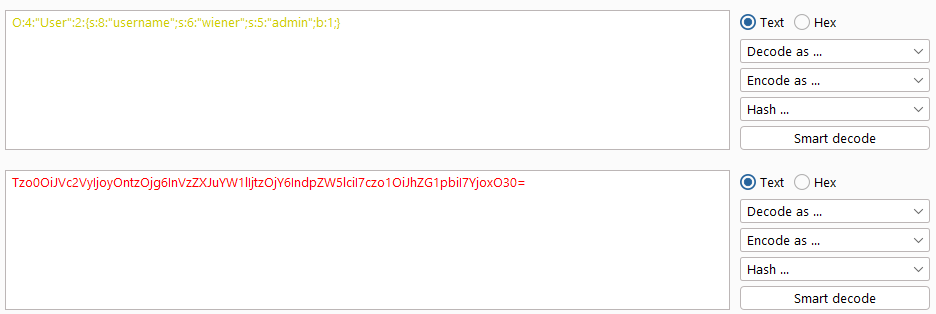 O:4:"User":2:{s:8:"username";s:6:"wiener";s:5:"admin";b:1;}
Text Hex
Decode as ...
Encode as ...
Hash ...
Smart decode
Tzo0OiJVc2VyIjoyOntzOjg6InVzZXJuYW1lIjtzOjY6IndpZW5lciI7czo1OiJhZG1pbiI7YjoxO30=
Text Hex
Decode as ...
Encode as ...
Hash ...
Smart decode